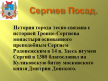 Сергиев Посад.
История города тесно связана с
историей Троице-Сергиева
монастыря основанного
преподобным Сергием
Радонежским в 14 в. Здесь игумен
Сергий в 1380 благословил на
Куликовскую битву московского
князя Дмитрия Донского.